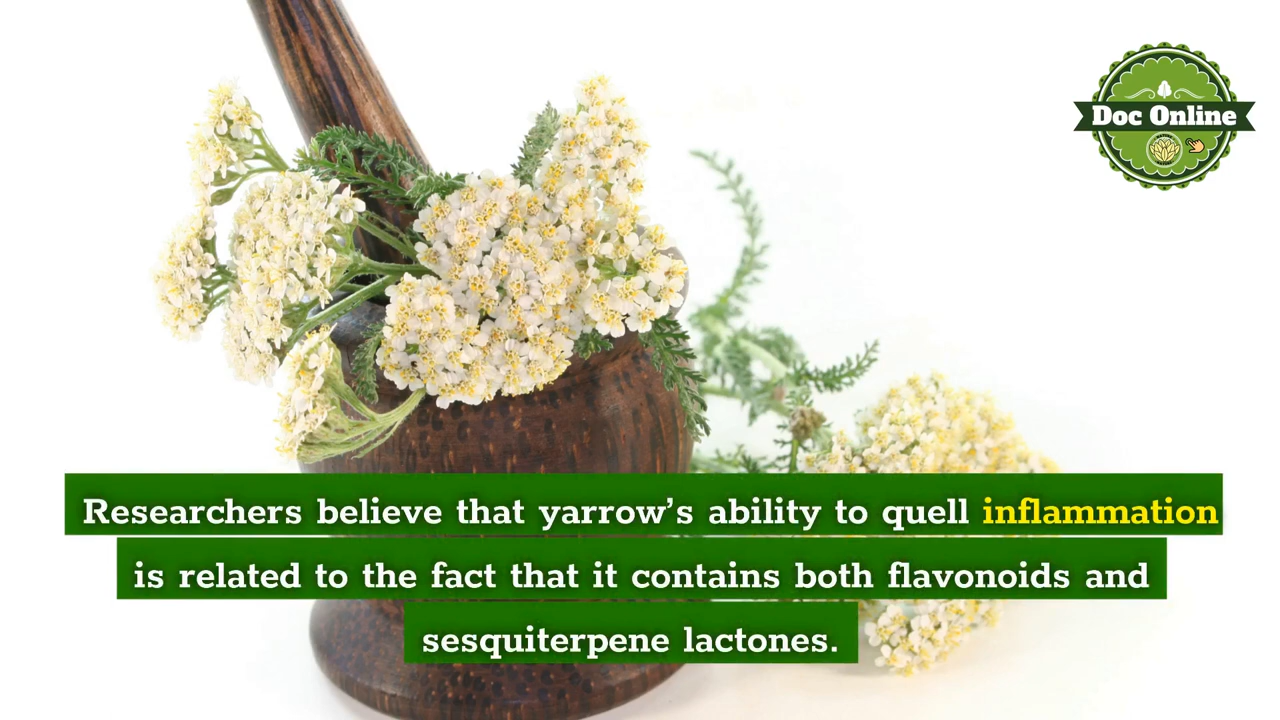 Doc Online
Researchers believe that yarrow's ability to quell inflammation
is related to the fact that it contains both flavonoids and
sesquiterpene lactones.